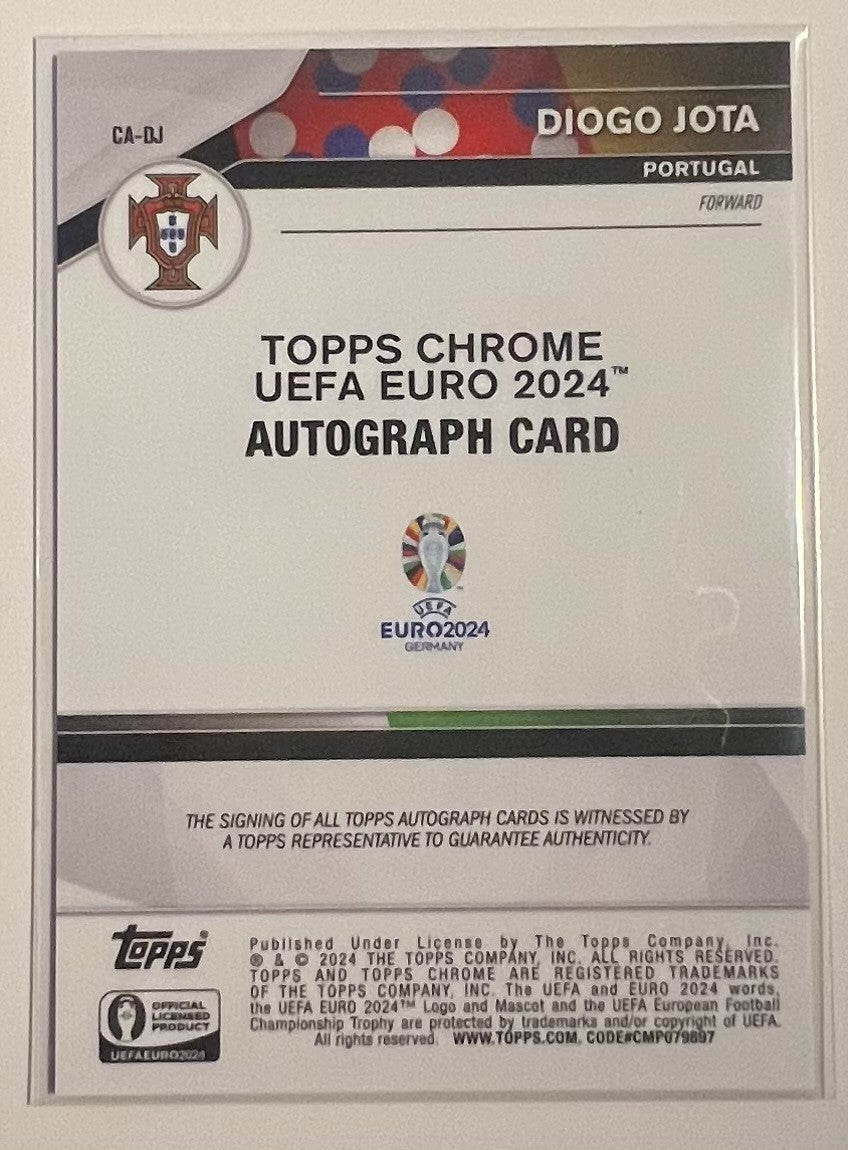 CA-DJ
DIOGO JOTA
PORTUGAL
FORWARD
TOPPS CHROME
UEFA EURO 2024™
AUTOGRAPH CARD
UEFA
EURO2024
GERMANY
THE SIGNING OF ALL TOPPS AUTOGRAPH CARDS IS WITNESSED BY
A TOPPS REPRESENTATIVE TO GUARANTEE AUTHENTICITY.
TOPPS®
OFFICIAL
LICENSED
PRODUCT
UEFAEURO2024
Published Under License by The Topps Company, Inc.
® & © 2024 THE TOPPS COMPANY, INC. ALL RIGHTS RESERVED.
TOPPS AND TOPPS CHROME ARE REGISTERED TRADEMARKS
OF THE TOPPS COMPANY, INC. The UEFA and EURO 2024 words,
the UEFA EURO 2024™ Logo and Mascot and the UEFA European Football
Championship Trophy are protected by trademarks and/or copyright of UEFA.
All rights reserved. WWW.TOPPS.COM. CODE#CMP079897